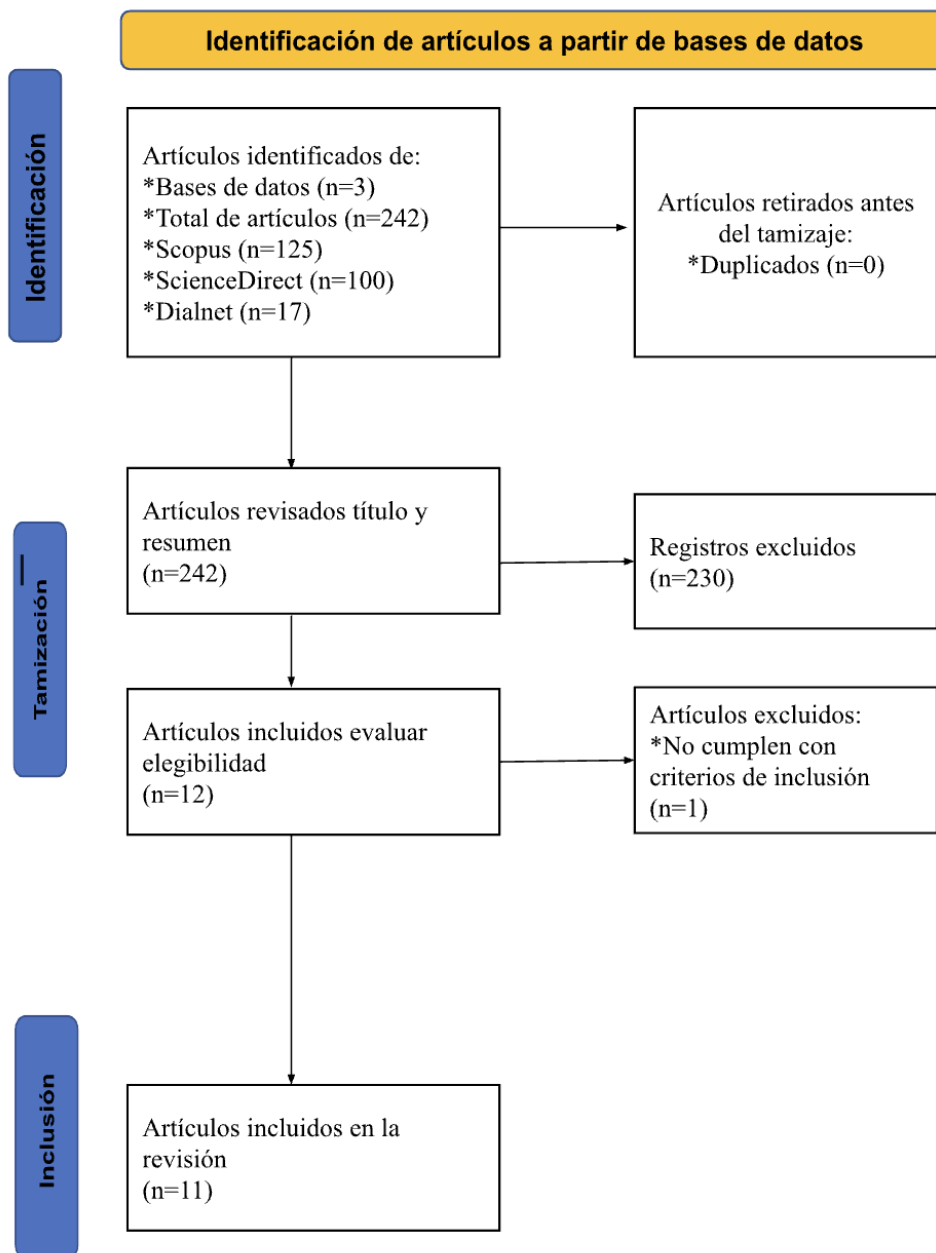 Identificación de artículos a partir de bases de datos
Identificación
Artículos identificados de:
*Bases de datos (n=3)
*Total de artículos (n=242)
*Scopus (n=125)
*ScienceDirect (n=100)
*Dialnet (n=17)
Artículos retirados antes
del tamizaje:
*Duplicados (n=0)
Tamización
Artículos revisados título y
resumen
(n=242)
Registros excluidos
(n=230)
Artículos incluidos evaluar
elegibilidad
(n=12)
Artículos excluidos:
*No cumplen con
criterios de inclusión
(n=1)
Inclusión
Artículos incluidos en la
revisión
(n=11)